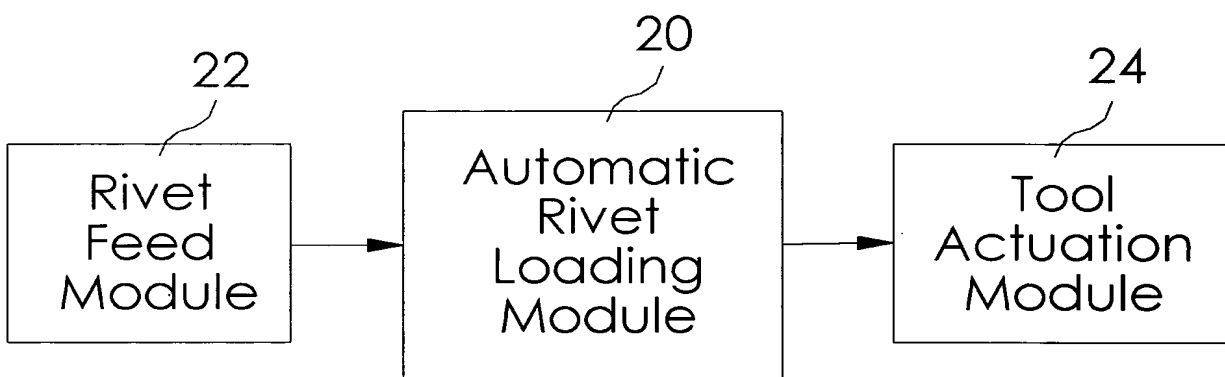 22
Rivet
Feed
Module
20
Automatic
Rivet
Loading
Module
24
Tool
Actuation
Module